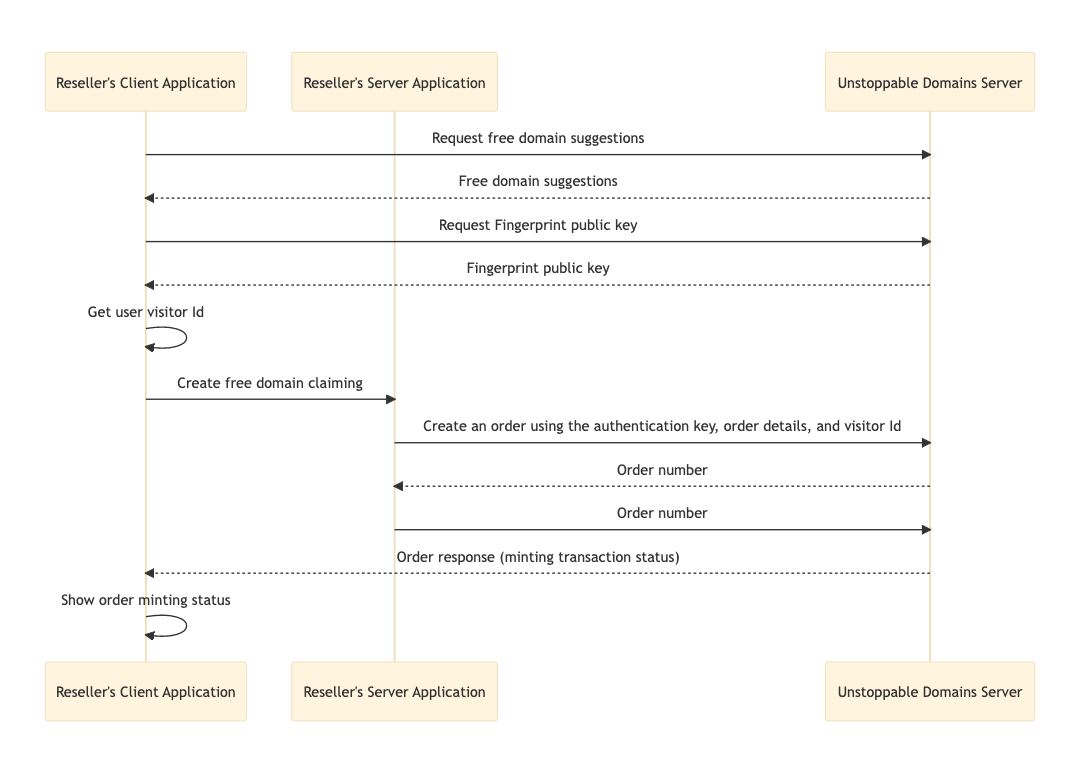 Reseller's Client Application
Reseller's Server Application
Unstoppable Domains Server
Request free domain suggestions
Free domain suggestions
Request Fingerprint public key
Fingerprint public key
Get user visitor Id
Create free domain claiming
Create an order using the authentication key, order details, and visitor Id
Order number
Order number
Order response (minting transaction status)
Show order minting status
Reseller's Client Application
Reseller's Server Application
Unstoppable Domains Server